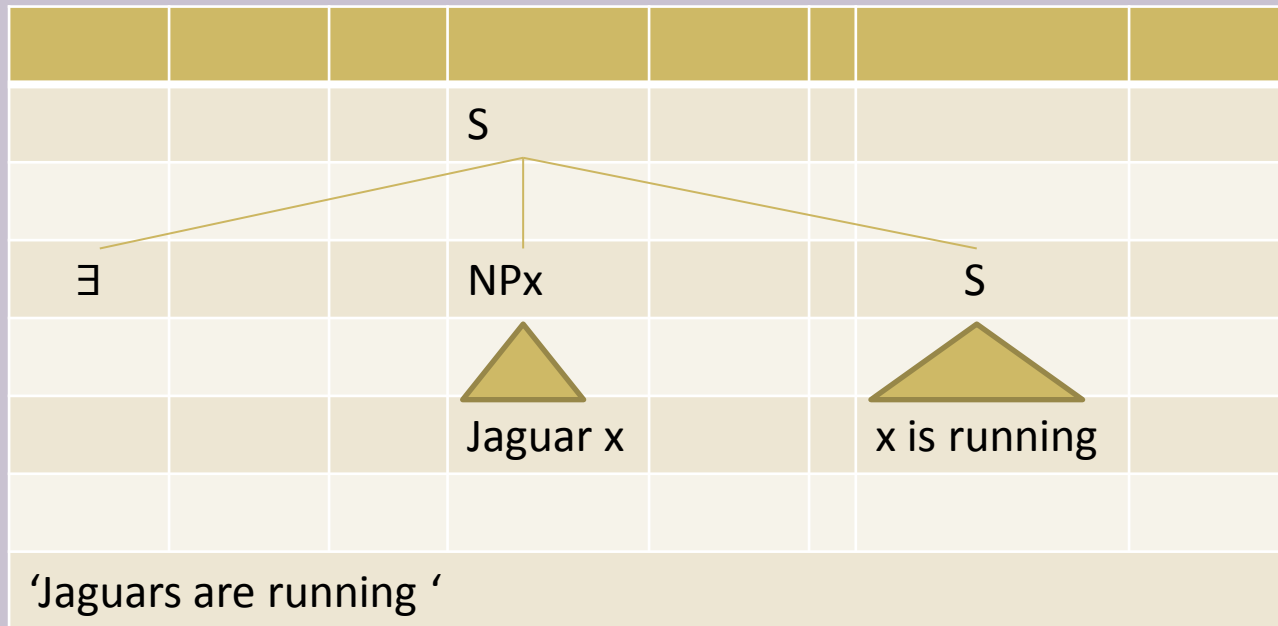 S
∃ NPx S
Jaguar x x is running
‘Jaguars are running ‘